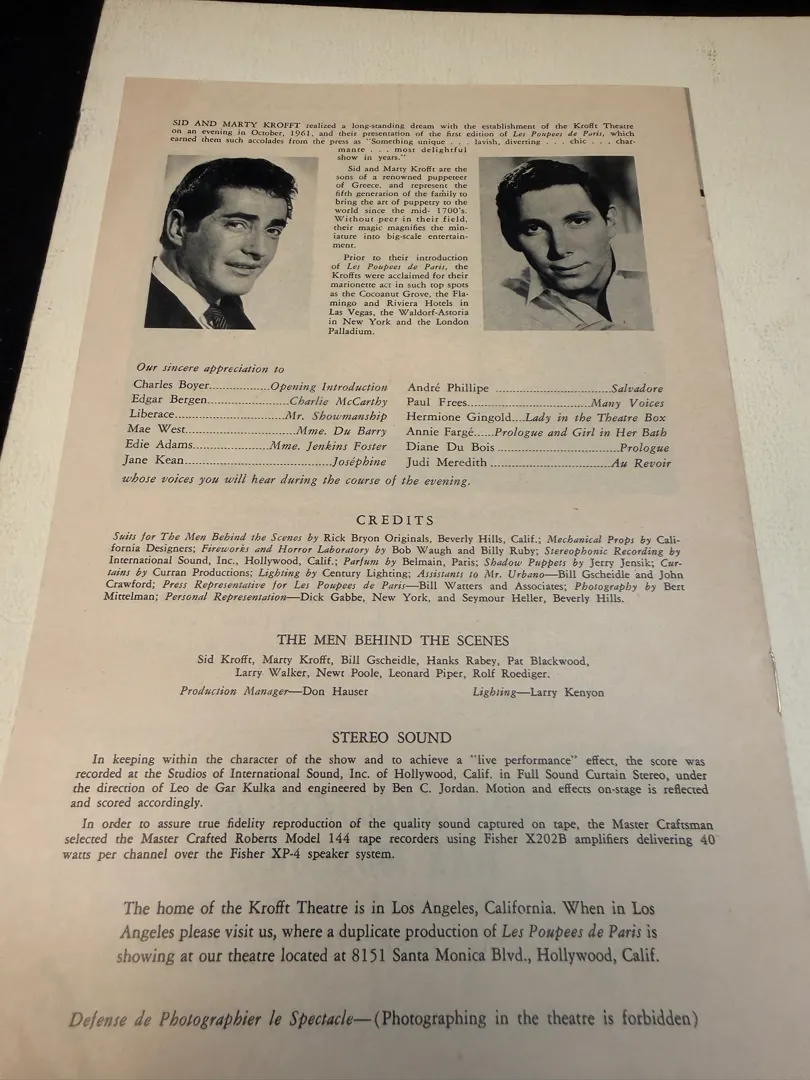 SID AND MARTY KROFFT realized a long-standing dream with the establishment of the Krofft Theatre
on an evening in October, 1961, and their presentation of the first edition of Les Poupees de Paris, which
earned them such accolades from the press as "Something unique . . . lavish, diverting . . . chic . . . char-
mante . . . most delightful
show in years."
Sid and Marty Krofft are the
sons of a renowned puppeteer
of Greece, and represent the
fifth generation of the family to
bring the art of puppetry to the
world since the mid- 1700's.
Without peer in their field,
their magic magnifies the min-
iature into big-scale entertain-
ment.
Prior to their introduction
of Les Poupees de Paris, the
Kroffts were acclaimed for their
marionette act in such top spots
as the Cocoanut Grove, the Fla-
mingo and Riviera Hotels in
Las Vegas, the Waldorf-Astoria
in New York and the London
Palladium.
Our sincere appreciation to
Charles Boyer..................Opening Introduction
Edgar Bergen........................Charlie McCarthy
Liberace................................Mr. Showmanship
Mae West.................................Mme. Du Barry
Edie Adams......................Mme. Jenkins Foster
Jane Kean..........................................Joséphine
André Phillipe .................................Salvadore
Paul Frees...................................Many Voices
Hermione Gingold....Lady in the Theatre Box
Annie Fargé......Prologue and Girl in Her Bath
Diane Du Bois ...................................Prologue
Judi Meredith ...................................Au Revoir
whose voices you will hear during the course of the evening.
CREDITS
Suits for The Men Behind the Scenes by Rick Bryon Originals, Beverly Hills, Calif.; Mechanical Props by Cali-
fornia Designers; Fireworks and Horror Laboratory by Bob Waugh and Billy Ruby; Stereophonic Recording by
International Sound, Inc., Hollywood, Calif.; Parfum by Belmain, Paris; Shadow Puppets by Jerry Jensik; Cur-
tains by Curran Productions; Lighting by Century Lighting; Assistants to Mr. Urbano—Bill Gscheidle and John
Crawford; Press Representative for Les Poupees de Paris—Bill Watters and Associates; Photography by Bert
Mittelman; Personal Representation—Dick Gabbe, New York, and Seymour Heller, Beverly Hills.
THE MEN BEHIND THE SCENES
Sid Krofft, Marty Krofft, Bill Gscheidle, Hanks Rabey, Pat Blackwood,
Larry Walker, Newt Poole, Leonard Piper, Rolf Roediger.
Production Manager—Don Hauser Lighting—Larry Kenyon
STEREO SOUND
In keeping within the character of the show and to achieve a "live performance" effect, the score was
recorded at the Studios of International Sound, Inc. of Hollywood, Calif. in Full Sound Curtain Stereo, under
the direction of Leo de Gar Kulka and engineered by Ben C. Jordan. Motion and effects on-stage is reflected
and scored accordingly.
In order to assure true fidelity reproduction of the quality sound captured on tape, the Master Craftsman
selected the Master Crafted Roberts Model 144 tape recorders using Fisher X202B amplifiers delivering 40
watts per channel over the Fisher XP-4 speaker system.
The home of the Krofft Theatre is in Los Angeles, California. When in Los
Angeles please visit us, where a duplicate production of Les Poupees de Paris is
showing at our theatre located at 8151 Santa Monica Blvd., Hollywood, Calif.
Defense de Photographier le Spectacle—(Photographing in the theatre is forbidden)